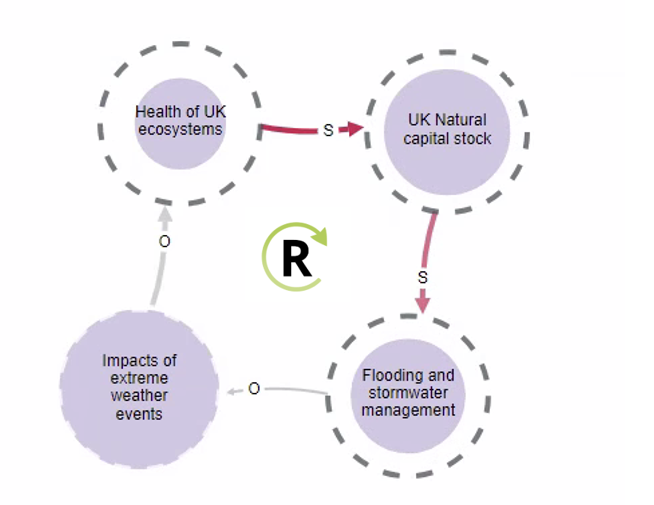 Health of UK
ecosystems
S
UK Natural
capital stock
O
R
S
Impacts of
extreme
weather
events
O
Flooding and
stormwater
management